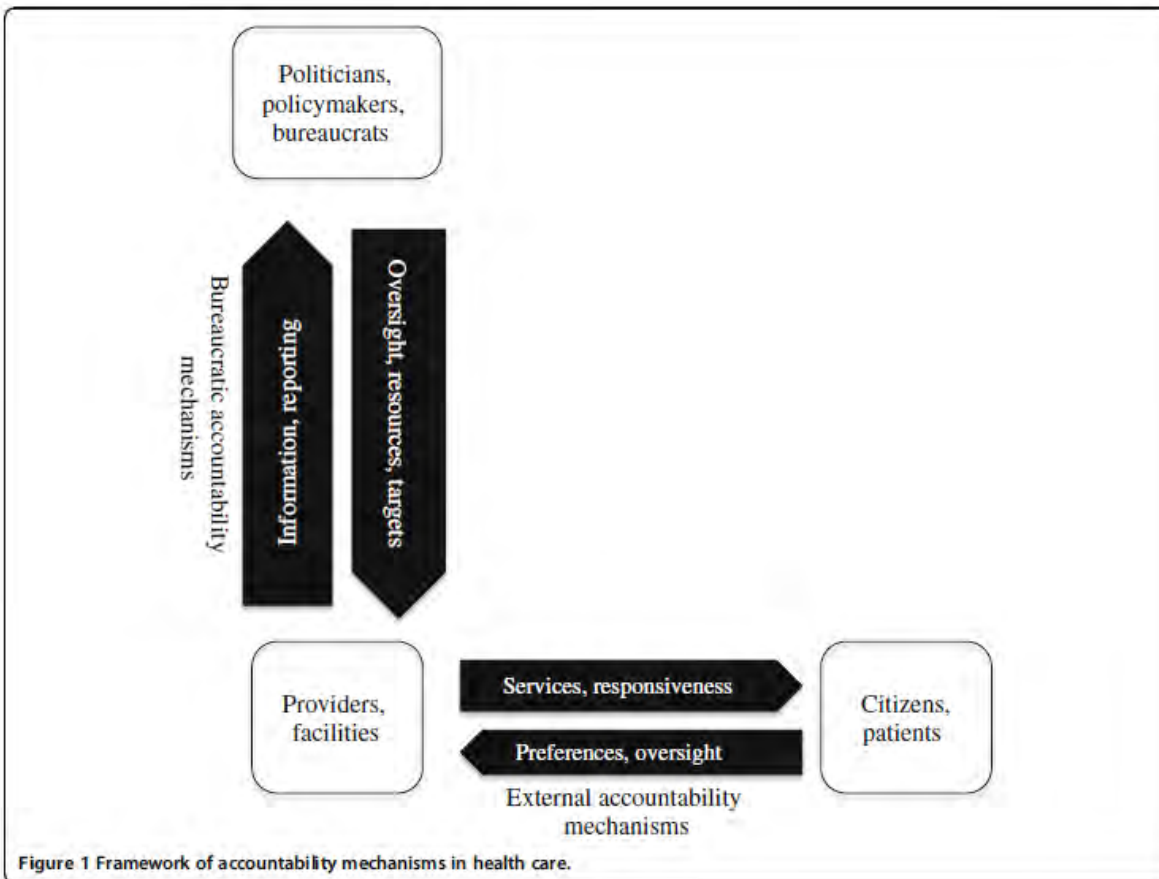 Politicians,
policymakers,
bureaucrats
Bureaucratic accountability
mechanisms
Information, reporting
Oversight, resources, targets
Providers,
facilities
Services, responsiveness
Preferences, oversight
Citizens,
patients
External accountability
mechanisms
Figure 1 Framework of accountability mechanisms in health care.